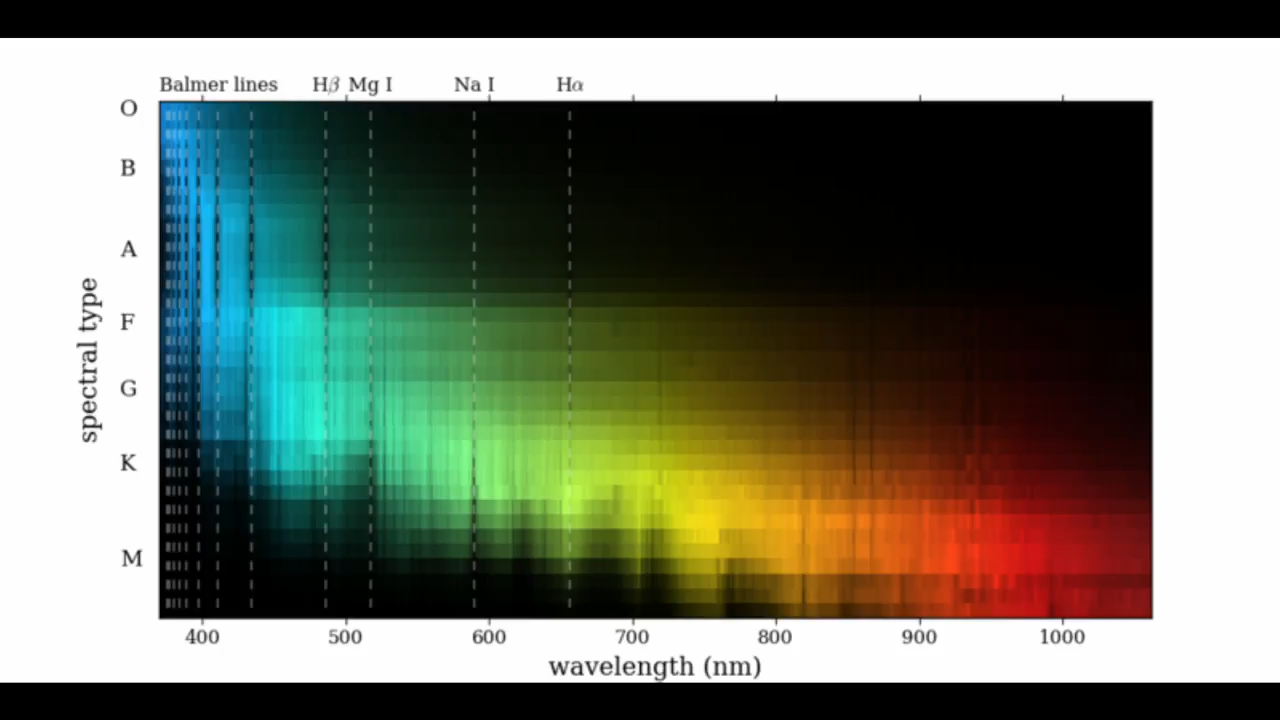 Balmer lines Hβ Mg I Na I Hα
O
B
A
F
G
K
M
spectral type
400 500 600 700 800 900 1000
wavelength (nm)